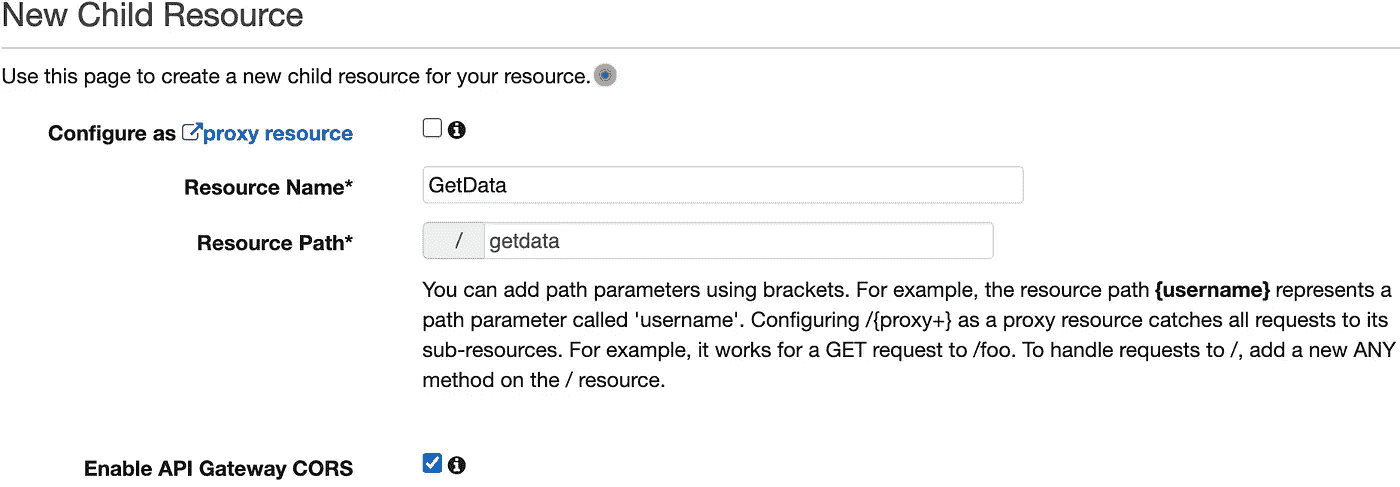 New Child Resource
Use this page to create a new child resource for your resource.
Configure as proxy resource
Resource Name*
GetData
Resource Path*
/ getdata
You can add path parameters using brackets. For example, the resource path {username} represents a
path parameter called 'username'. Configuring /{proxy+} as a proxy resource catches all requests to its
sub-resources. For example, it works for a GET request to /foo. To handle requests to /, add a new ANY
method on the / resource.
Enable API Gateway CORS